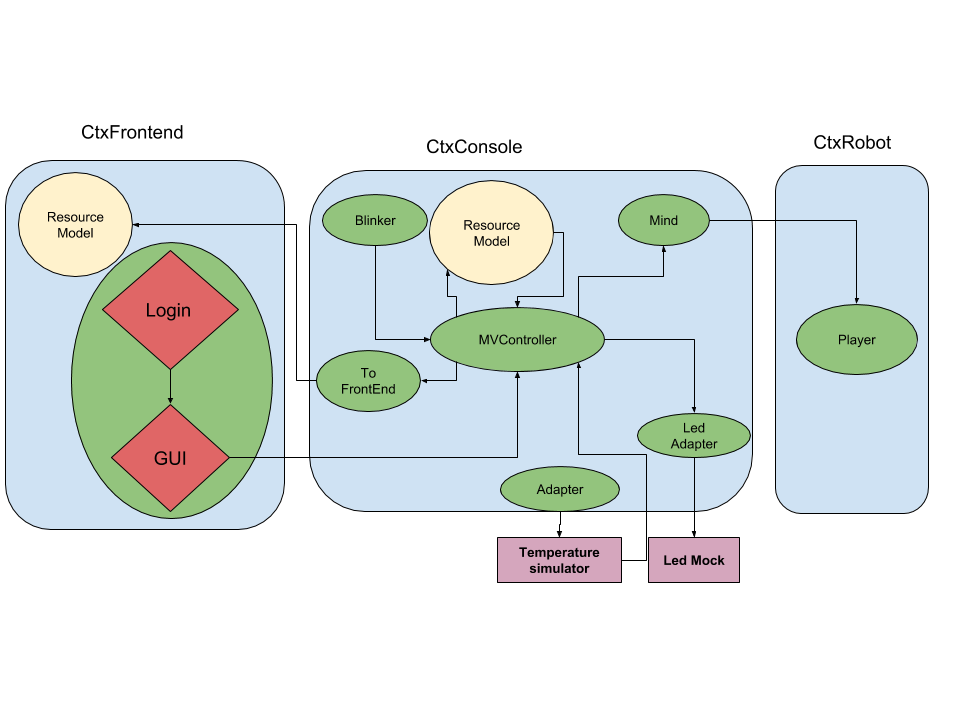 CtxFrontend
CtxConsole
CtxRobot
Resource
Model
Login
GUI
Blinker
Resource
Model
Mind
MVController
To
FrontEnd
Led
Adapter
Adapter
Temperature
simulator
Led Mock
Player